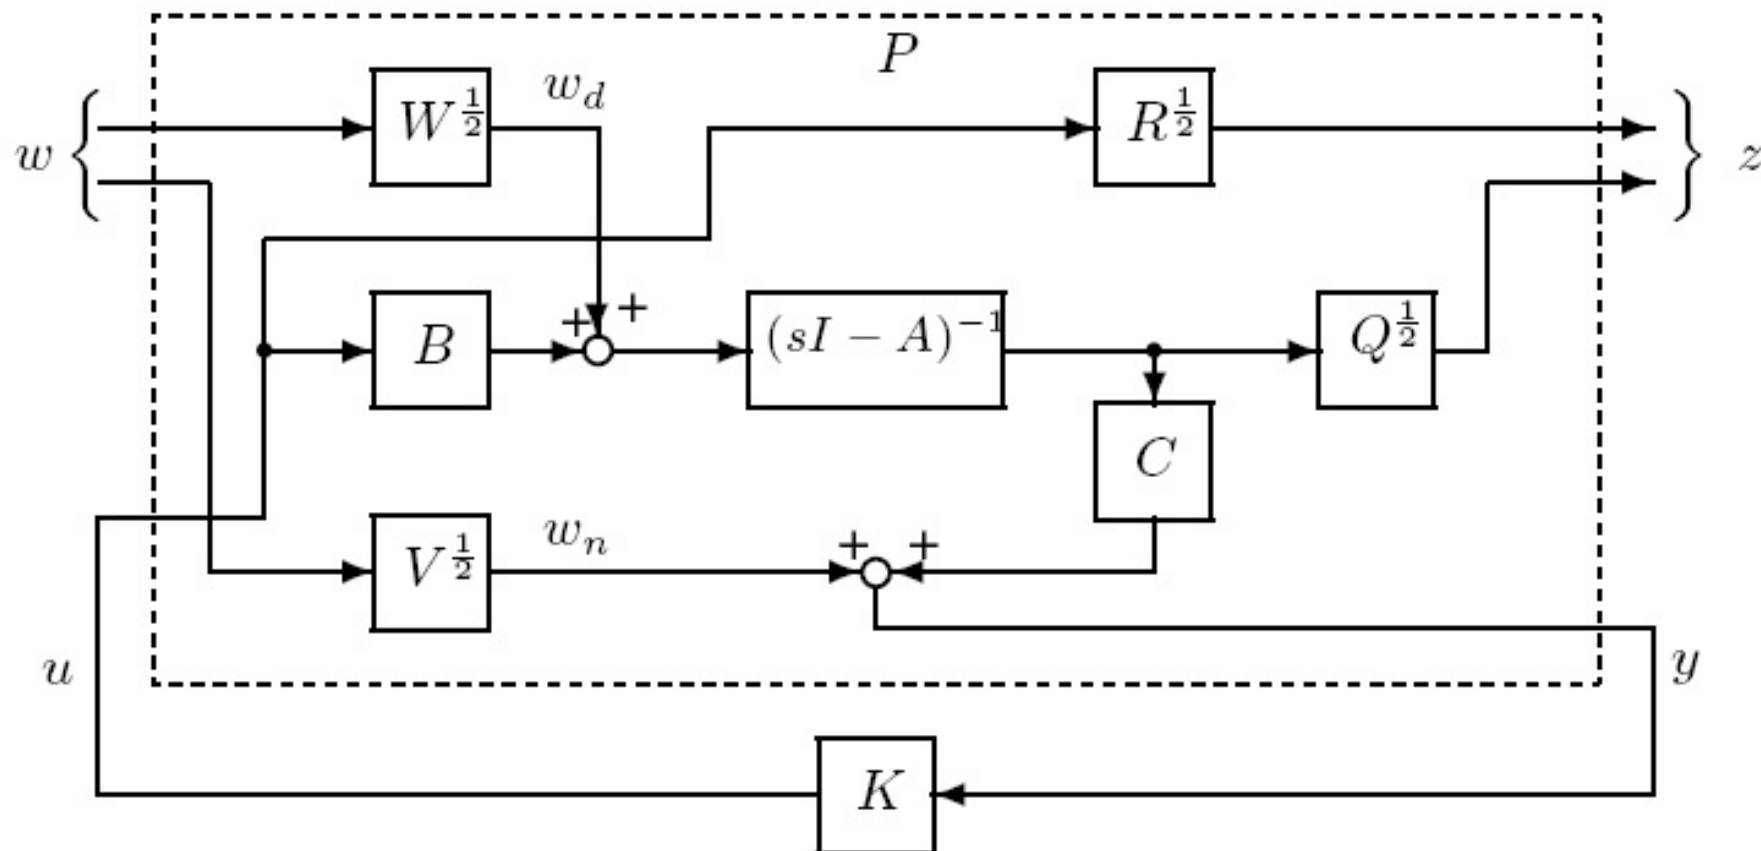 P
w { W^{1/2} w_d R^{1/2} } z
+ +
B (sI − A)^{−1} Q^{1/2}
C
V^{1/2} w_n + +
u y
K